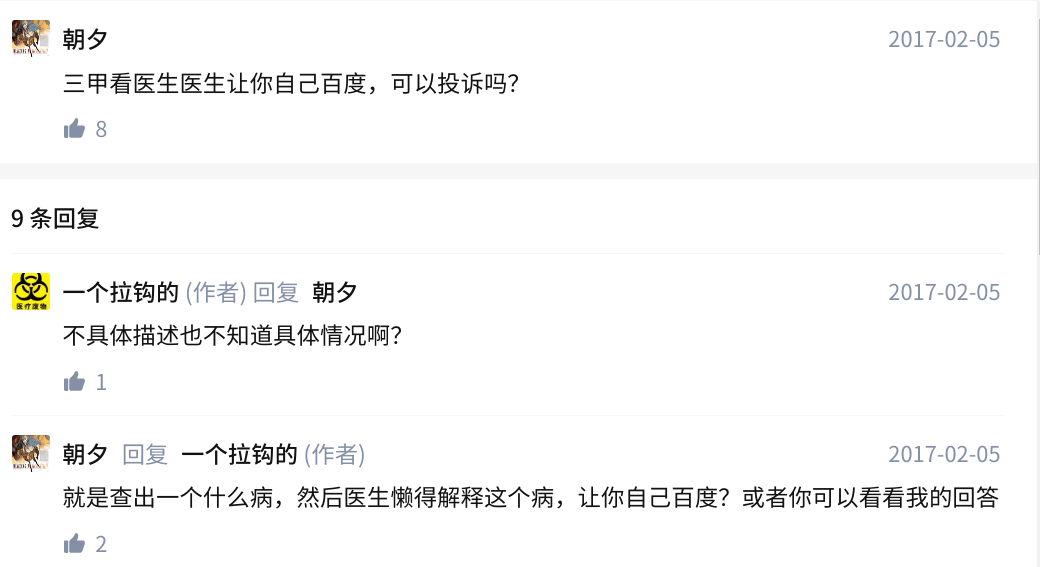 朝夕 2017-02-05
三甲看医生医生让你自己百度，可以投诉吗？
8
9 条回复
一个拉钩的 (作者) 回复 朝夕 2017-02-05
医疗废物
不具体描述也不知道具体情况啊？
1
朝夕 回复 一个拉钩的 (作者) 2017-02-05
就是查出一个什么病，然后医生懒得解释这个病，让你自己百度？或者你可以看看我的回答
2